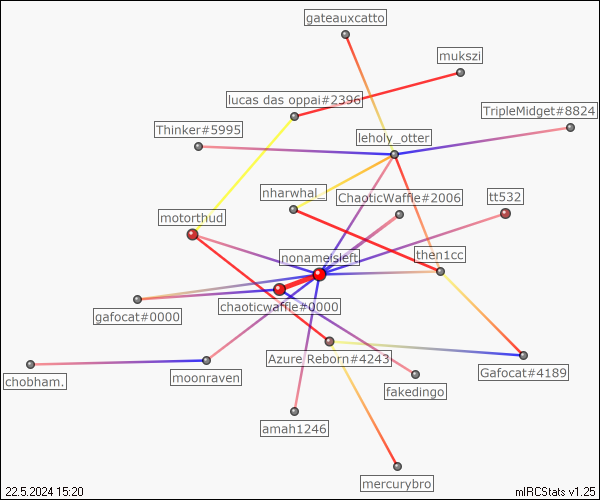 gateauxcatto
mukszi
lucas das oppai#2396
TripleMidget#8824
Thinker#5995
leholy_otter
nharwhal_
ChaoticWaffle#2006
tt532
motorthud
nonameisleft
then1cc
chaoticwaffle#0000
gafocat#0000
Azure Reborn#4243
Gafocat#4189
chobham.
moonraven
fakedingo
amah1246
mercurybro
22.5.2024 15:20
mIRCStats v1.25